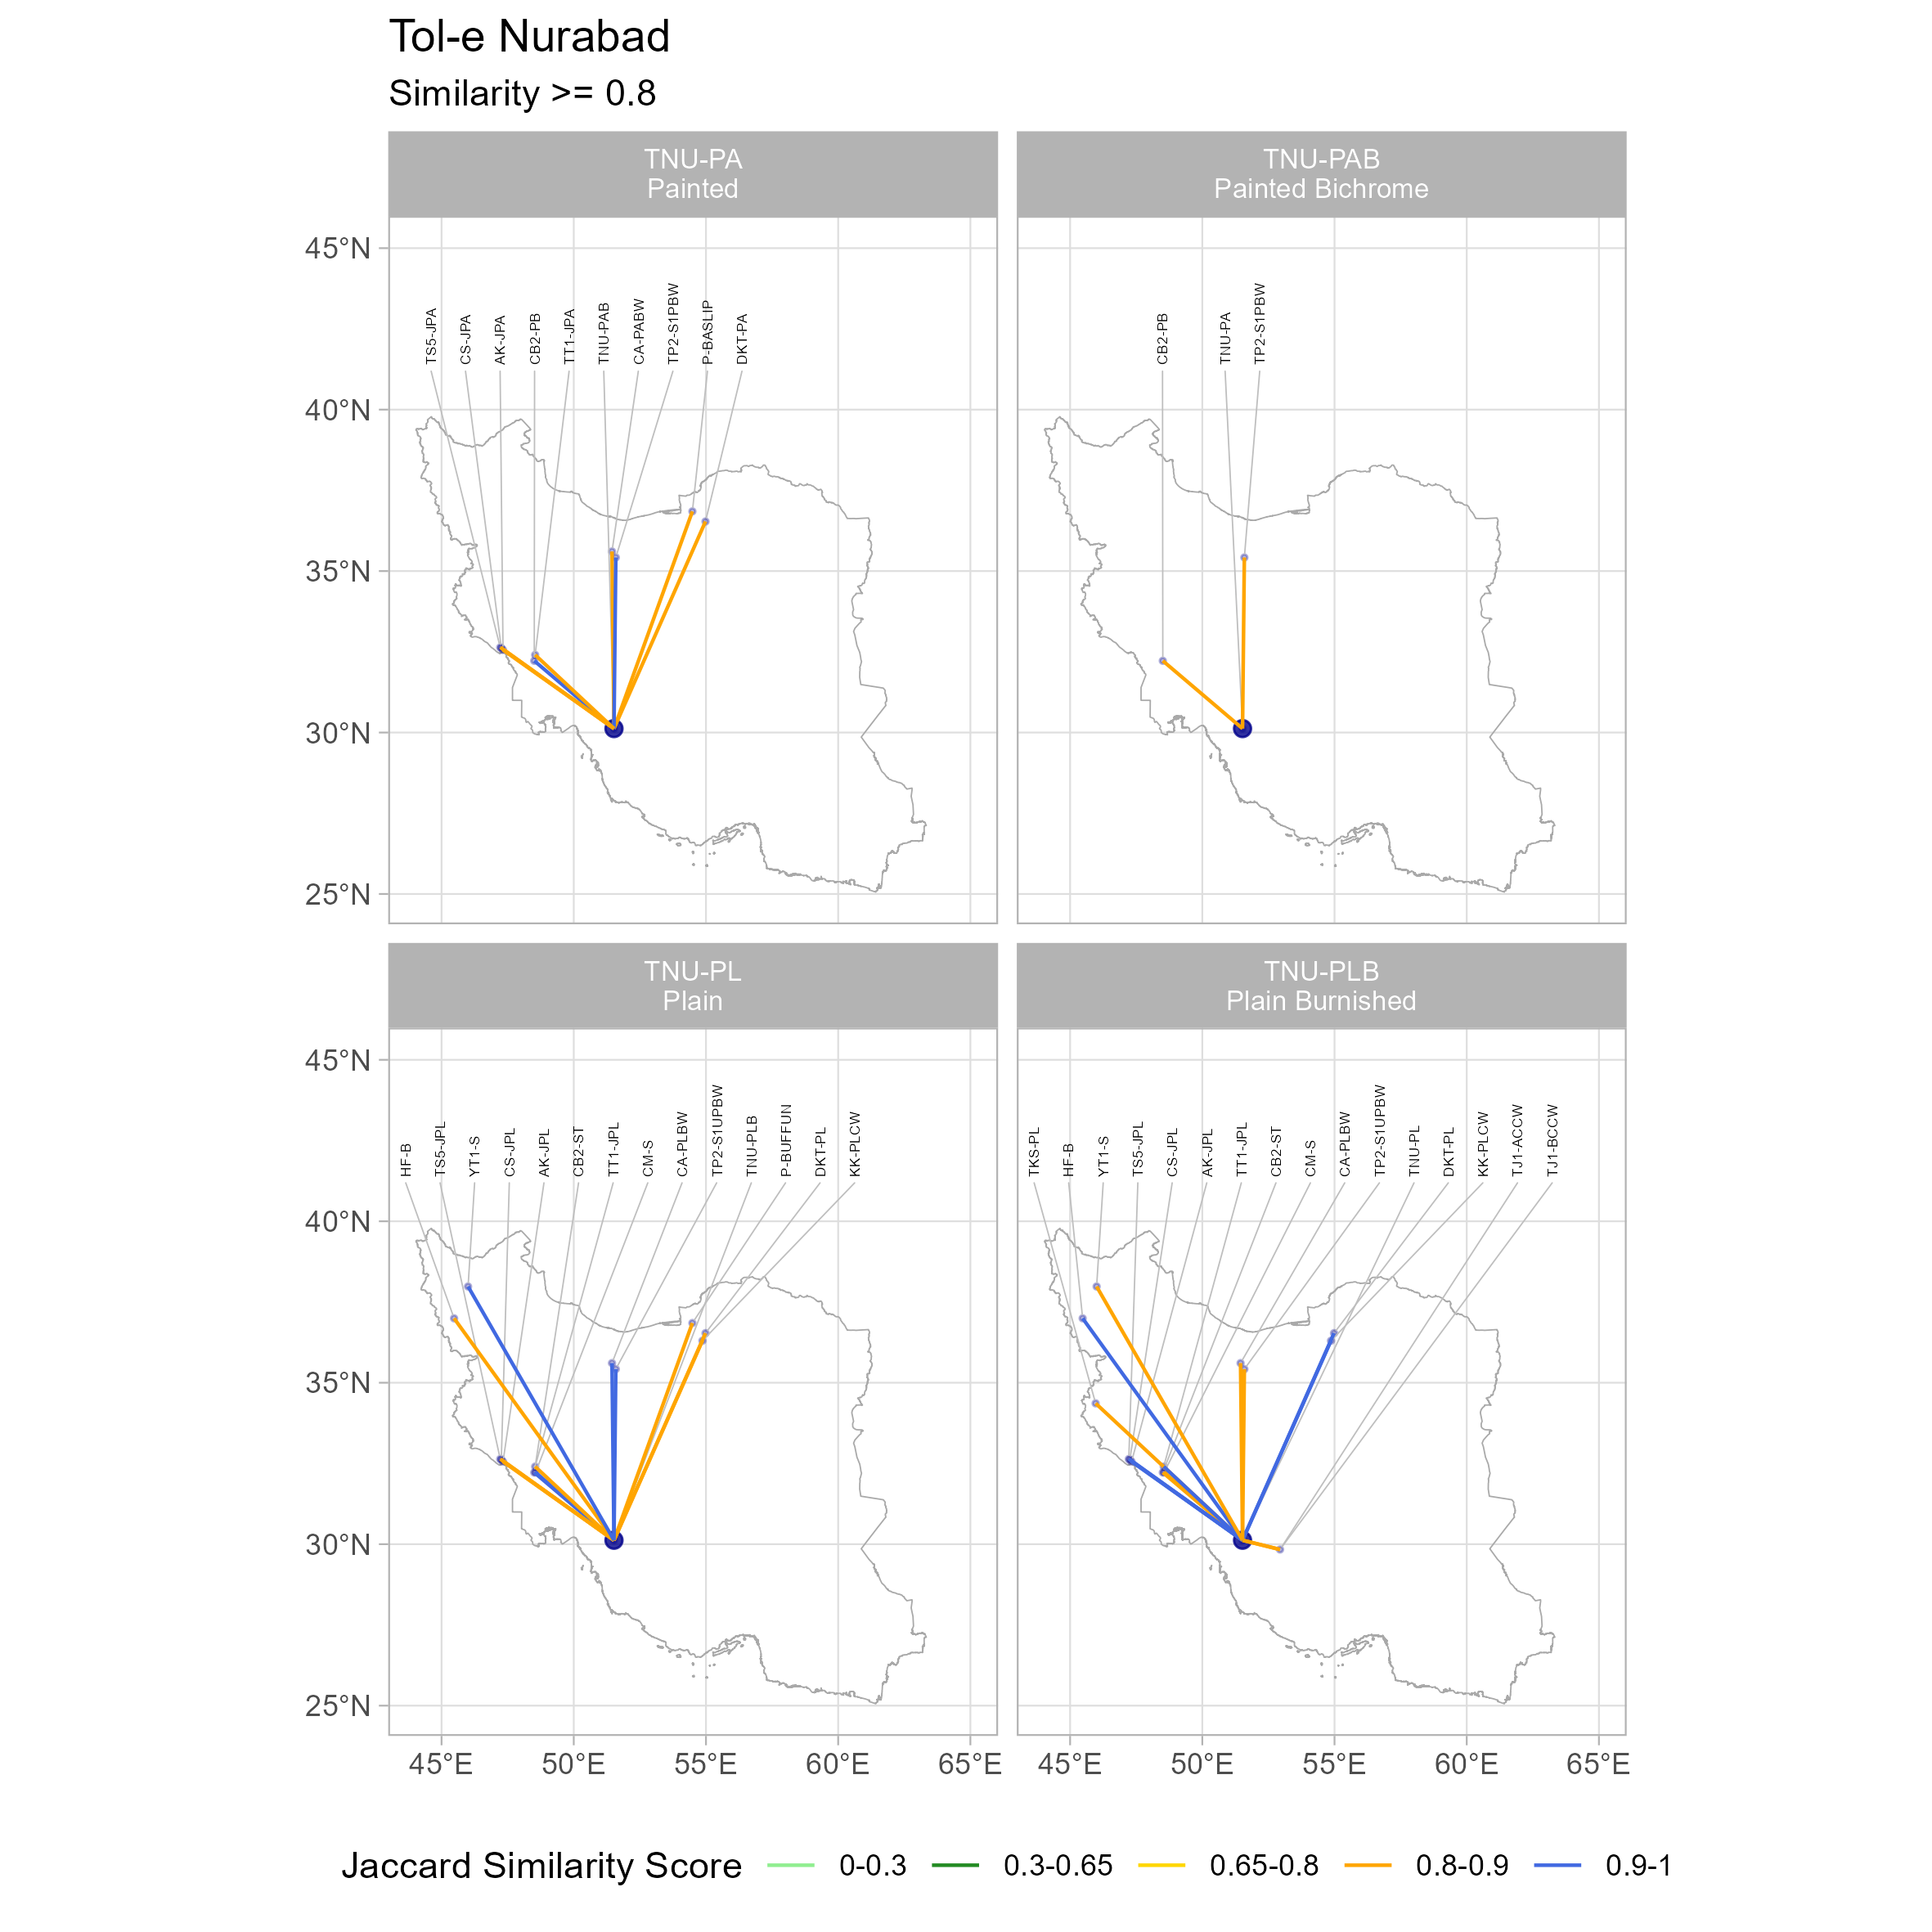 Tol-e Nurabad
Similarity >= 0.8
TNU-PA
Painted
TNU-PAB
Painted Bichrome
45°N
40°N
35°N
30°N
25°N
TS5-JPA
CS-JPA
AK-JPA
CB2-PB
TT1-JPA
TNU-PAB
CA-PABW
TP2-S1PBW
P-BASLIP
DKT-PA
CB2-PB
TNU-PA
TP2-S1PBW
TNU-PL
Plain
TNU-PLB
Plain Burnished
45°N
40°N
35°N
30°N
25°N
HF-B
TS5-JPL
YT1-S
CS-JPL
AK-JPL
CB2-ST
TT1-JPL
CM-S
CA-PLBW
TP2-S1UPBW
TNU-PLB
P-BUFFUN
DKT-PL
KK-PLCW
TKS-PL
HF-B
YT1-S
TS5-JPL
CS-JPL
AK-JPL
TT1-JPL
CB2-ST
CM-S
CA-PLBW
TP2-S1UPBW
TNU-PL
DKT-PL
KK-PLCW
TJ1-ACCW
TJ1-BCCW
45°E 50°E 55°E 60°E 65°E
45°E 50°E 55°E 60°E 65°E
Jaccard Similarity Score 0-0.3 0.3-0.65 0.65-0.8 0.8-0.9 0.9-1